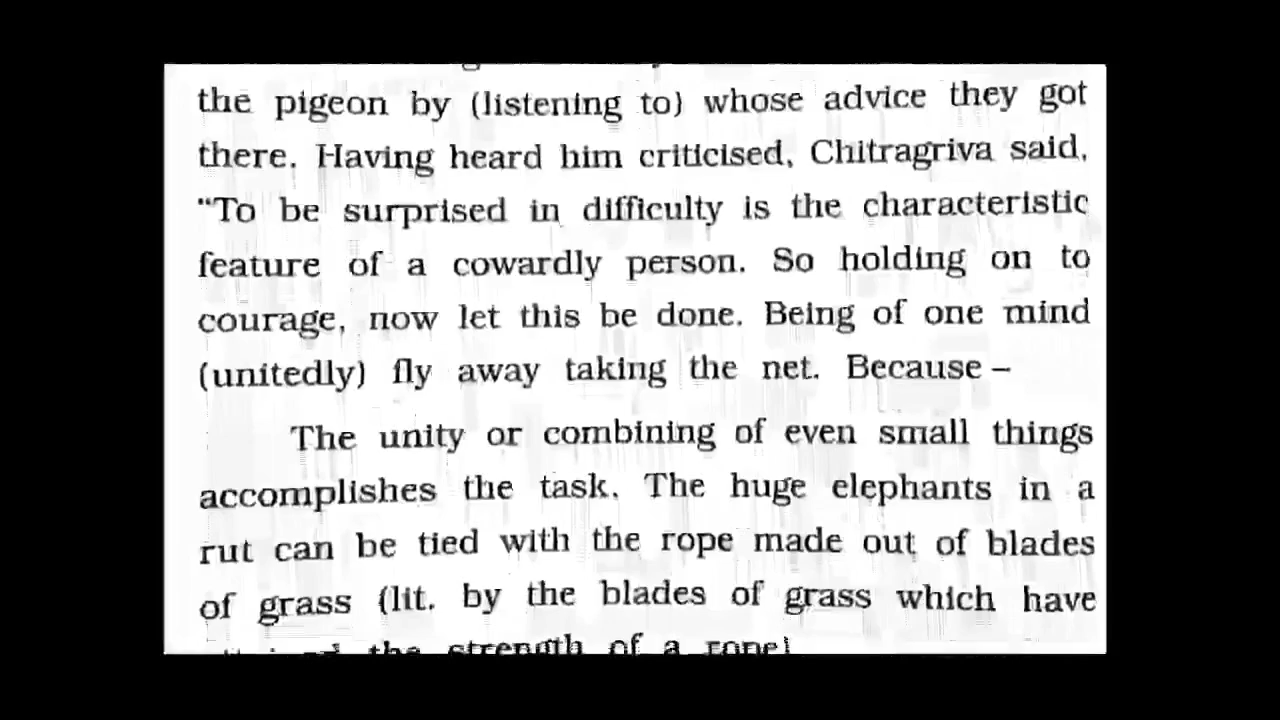 the pigeon by (listening to) whose advice they got
there. Having heard him criticised, Chitragriva said,
"To be surprised in difficulty is the characteristic
feature of a cowardly person. So holding on to
courage, now let this be done. Being of one mind
(unitedly) fly away taking the net. Because –
The unity or combining of even small things
accomplishes the task. The huge elephants in a
rut can be tied with the rope made out of blades
of grass (lit. by the blades of grass which have
the strength of a rope)